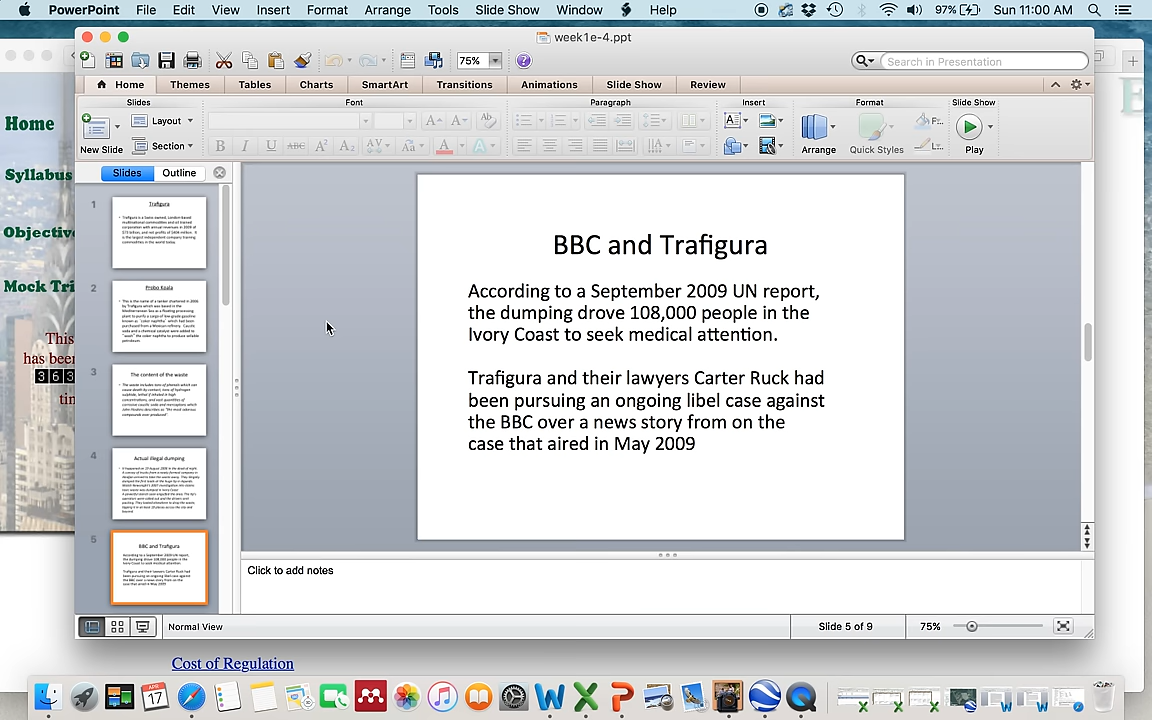 PowerPoint File Edit View Insert Format Arrange Tools Slide Show Window Help 97% Sun 11:00 AM
week1e-4.ppt
75% Search in Presentation
Home Themes Tables Charts SmartArt Transitions Animations Slide Show Review
Slides Font Paragraph Insert Format Slide Show
Layout
New Slide Section Arrange Quick Styles Play
Home
Syllabus
Objective
Mock Tri
This
has been
363
tin
Slides Outline
1
Trafigura
2
Probo Koala
3
The content of the waste
4
Actual illegal dumping
5
BBC and Trafigura
BBC and Trafigura
According to a September 2009 UN report,
the dumping drove 108,000 people in the
Ivory Coast to seek medical attention.
Trafigura and their lawyers Carter Ruck had
been pursuing an ongoing libel case against
the BBC over a news story from on the
case that aired in May 2009
Click to add notes
Normal View Slide 5 of 9 75%
Cost of Regulation
APR
17